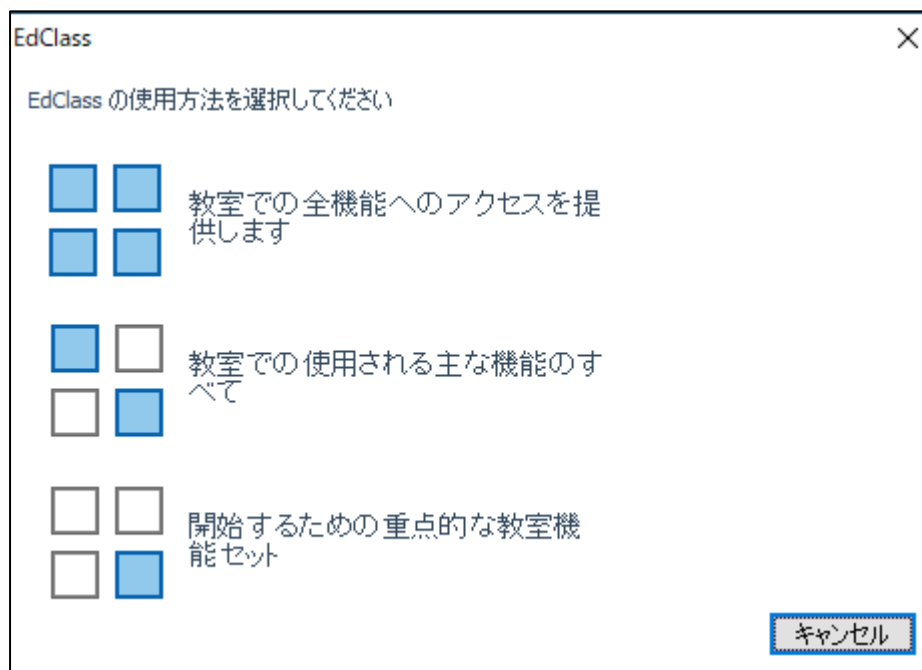 EdClass
EdClass の使用方法を選択してください
教室での全機能へのアクセスを提
供します
教室での使用される主な機能のす
べて
開始するための重点的な教室機
能セット
キャンセル